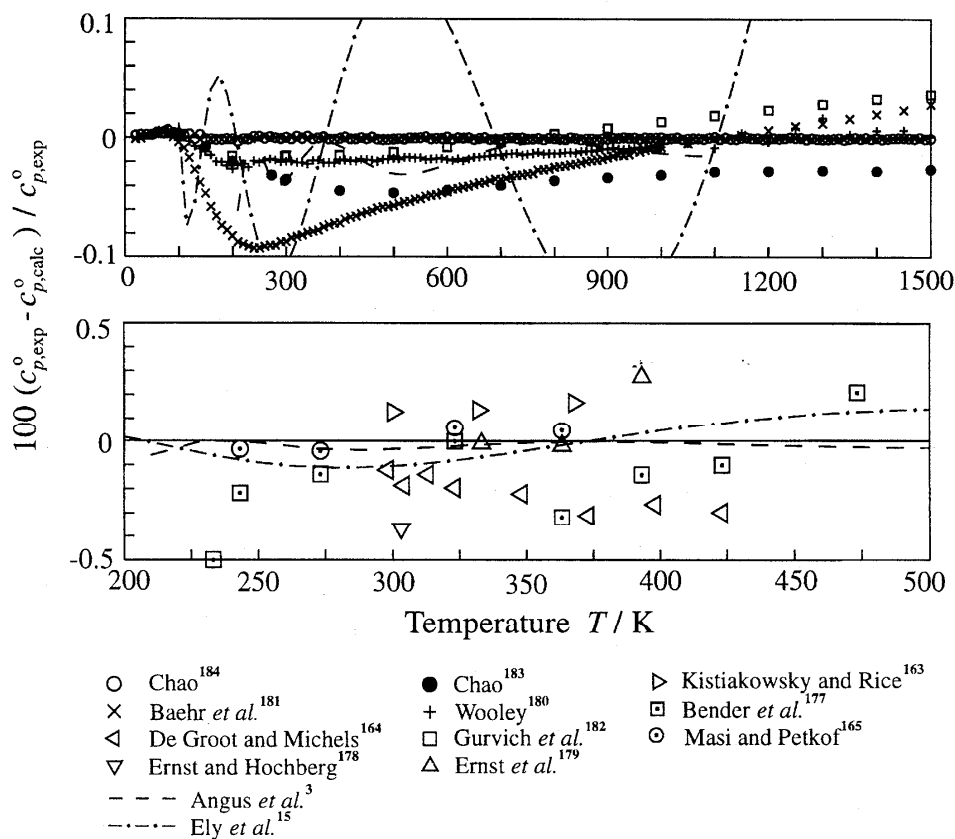 100 (c°p,exp - c°p,calc) / c°p,exp
0.1
0
-0.1
0 300 600 900 1200 1500
0.5
0
-0.5
200 250 300 350 400 450 500
Temperature T / K
Chao184
Chao183
Kistiakowsky and Rice163
Baehr et al.181
Wooley180
Bender et al.177
De Groot and Michels164
Gurvich et al.182
Masi and Petkof165
Ernst and Hochberg178
Ernst et al.179
Angus et al.3
Ely et al.15